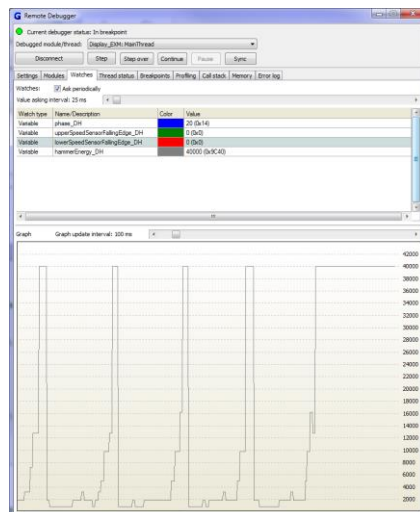 Remote Debugger
Current debugger status: In breakpoint
Debugged module/thread: Display_EXM: MainThread
Disconnect Step Step over Continue Pause Sync
Settings Modules Watches Thread status Breakpoints Profiling Call stack Memory Error log
Watches: Ask periodically
Value asking interval: 25 ms
Watch type Name/Description Color Value
Variable phase_DH 20 (0x14)
Variable upperSpeedSensorFallingEdge_DH 0 (0x0)
Variable lowerSpeedSensorFallingEdge_DH 0 (0x0)
Variable hammerEnergy_DH 40000 (0x9C40)
Graph Graph update interval: 100 ms
42000
40000
38000
36000
34000
32000
30000
28000
26000
24000
22000
20000
18000
16000
14000
12000
10000
8000
6000
4000
2000